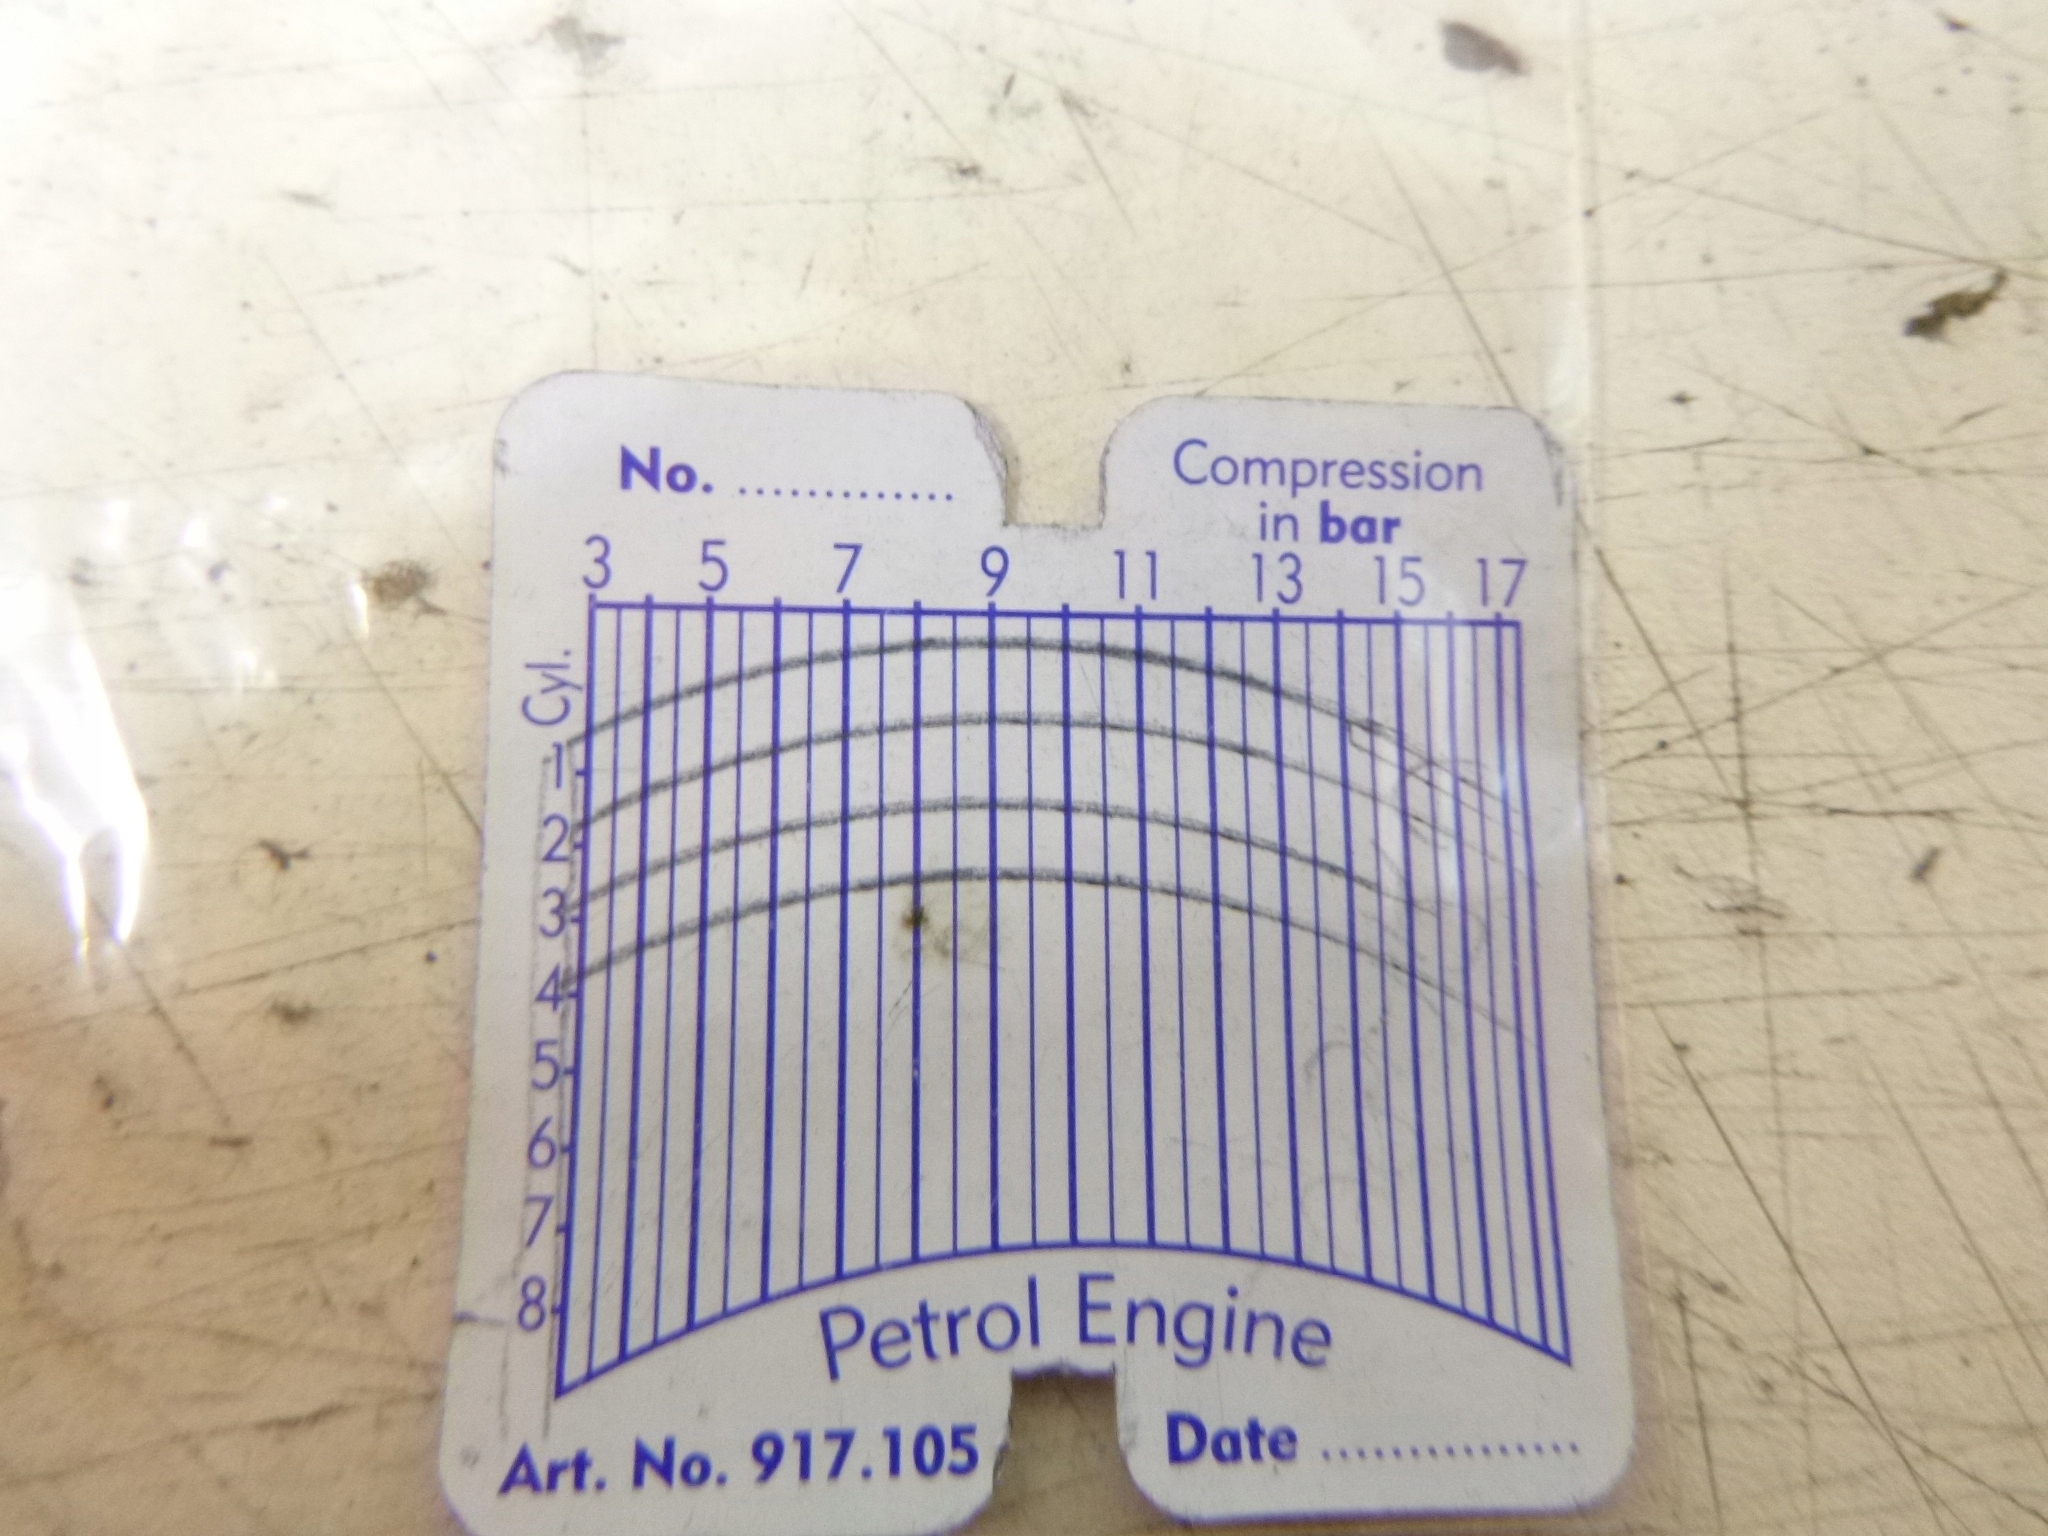 No. .............
Compression
in bar
3 5 7 9 11 13 15 17
Cyl.
1
2
3
4
5
6
7
8
Petrol Engine
Art. No. 917.105
Date ...............